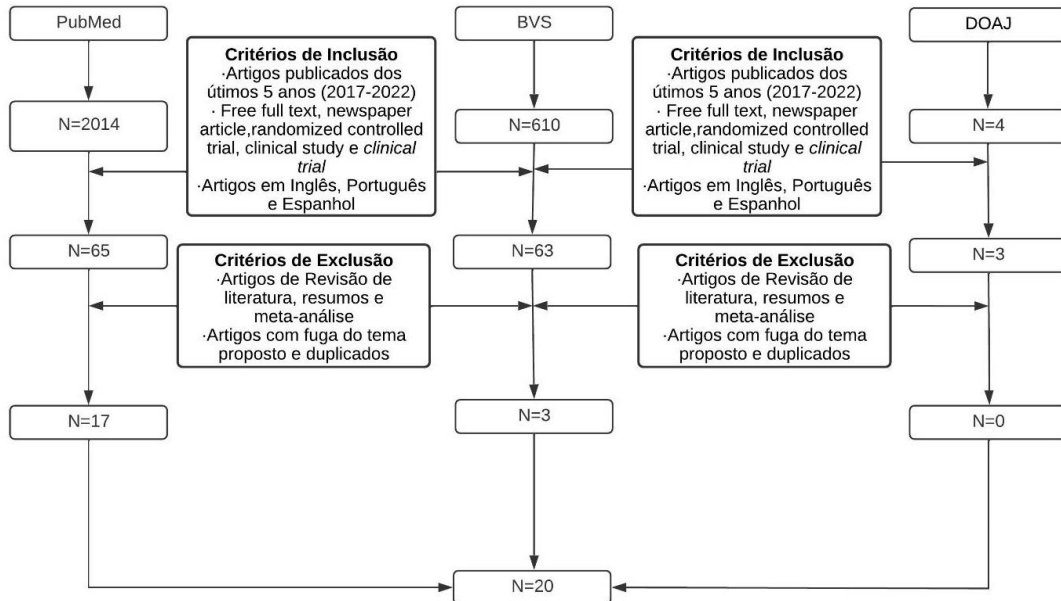 PubMed
BVS
DOAJ
Critérios de Inclusão
·Artigos publicados dos
útimos 5 anos (2017-2022)
· Free full text, newspaper
article,randomized controlled
trial, clinical study e clinical
trial
·Artigos em Inglês, Português
e Espanhol
Critérios de Inclusão
·Artigos publicados dos
útimos 5 anos (2017-2022)
· Free full text, newspaper
article,randomized controlled
trial, clinical study e clinical
trial
·Artigos em Inglês, Português
e Espanhol
N=2014
N=610
N=4
N=65
N=63
N=3
Critérios de Exclusão
·Artigos de Revisão de
literatura, resumos e
meta-análise
·Artigos com fuga do tema
proposto e duplicados
Critérios de Exclusão
·Artigos de Revisão de
literatura, resumos e
meta-análise
·Artigos com fuga do tema
proposto e duplicados
N=17
N=3
N=0
N=20